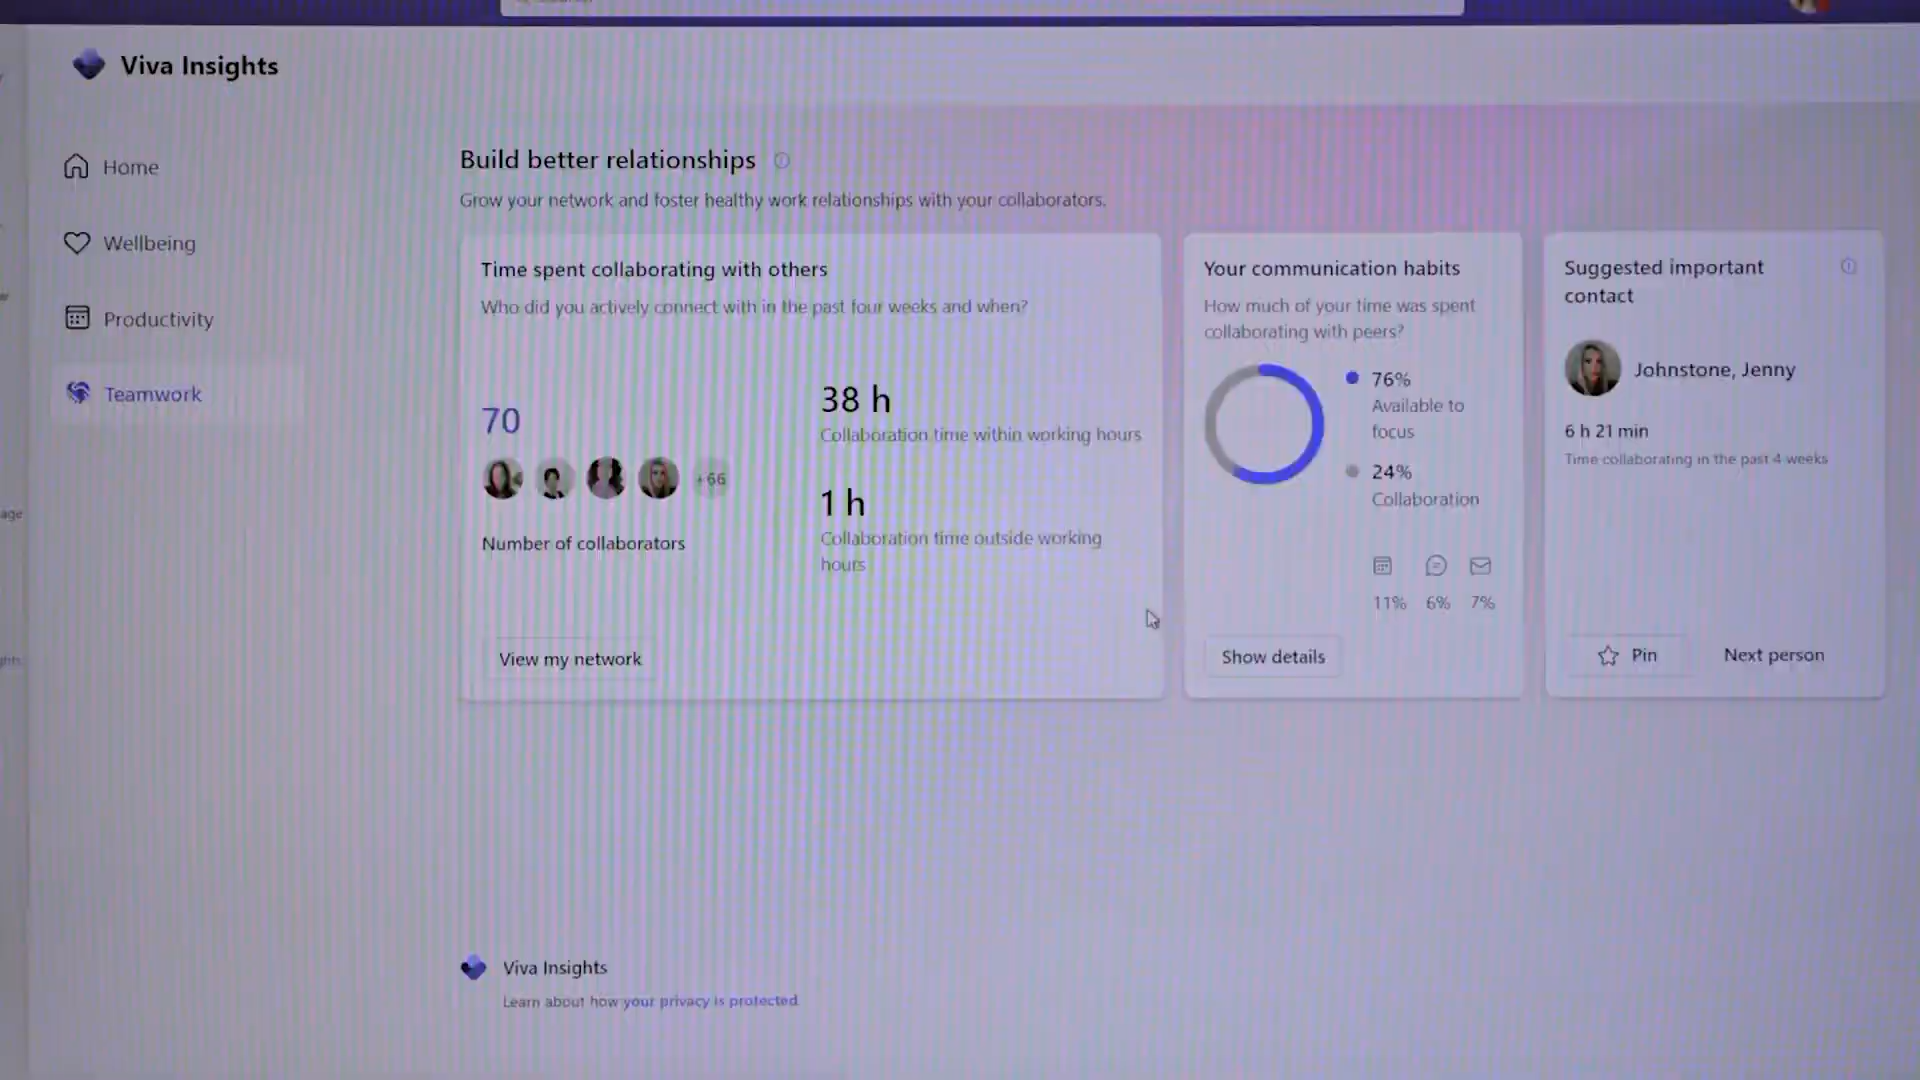 Viva Insights
Home
Wellbeing
Productivity
Teamwork
age
Build better relationships
Grow your network and foster healthy work relationships with your collaborators.
Time spent collaborating with others
Who did you actively connect with in the past four weeks and when?
70
+66
Number of collaborators
38 h
Collaboration time within working hours
1 h
Collaboration time outside working
hours
View my network
Your communication habits
How much of your time was spent
collaborating with peers?
76%
Available to
focus
24%
Collaboration
11% 6% 7%
Show details
Suggested important
contact
Johnstone, Jenny
6 h 21 min
Time collaborating in the past 4 weeks
Pin
Next person
Viva Insights
Learn about how your privacy is protected.